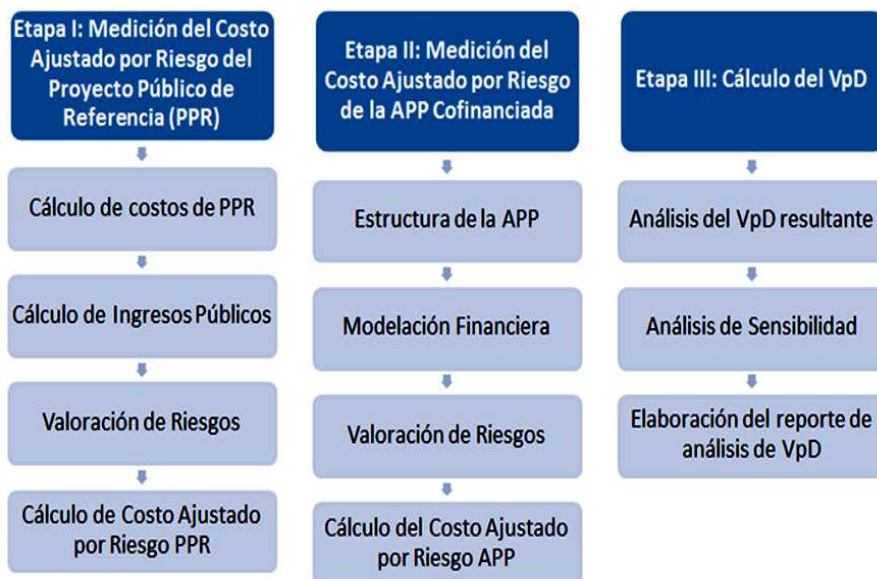 Etapa I: Medición del Costo
Ajustado por Riesgo del
Proyecto Público de
Referencia (PPR)
Cálculo de costos de PPR
Cálculo de Ingresos Públicos
Valoración de Riesgos
Cálculo de Costo Ajustado
por Riesgo PPR
Etapa II: Medición del
Costo Ajustado por Riesgo
de la APP Cofinanciada
Estructura de la APP
Modelación Financiera
Valoración de Riesgos
Cálculo del Costo Ajustado
por Riesgo APP
Etapa III: Cálculo del VpD
Análisis del VpD resultante
Análisis de Sensibilidad
Elaboración del reporte de
análisis de VpD